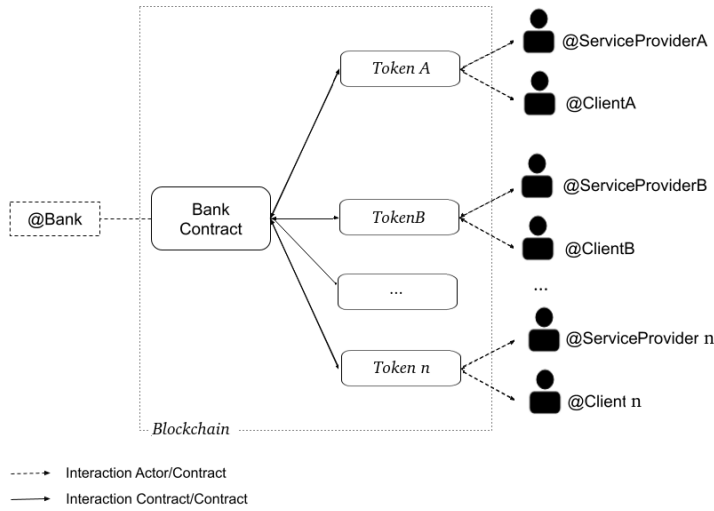 @ServiceProviderA
Token A
@ClientA
@ServiceProviderB
@Bank
Bank
Contract
TokenB
@ClientB
...
...
@ServiceProvider n
Token n
@Client n
Blockchain
Interaction Actor/Contract
Interaction Contract/Contract